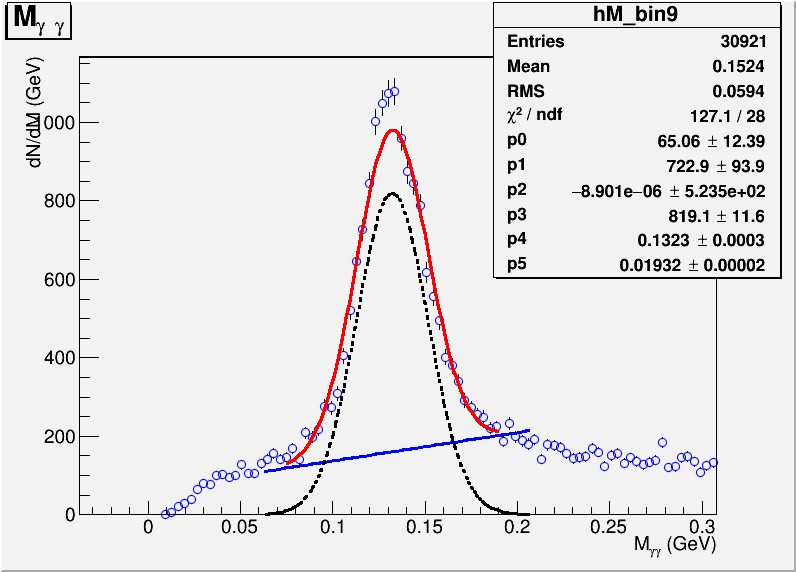 M γ γ
hM_bin9
Entries 30921
Mean 0.1524
RMS 0.0594
χ² / ndf 127.1 / 28
p0 65.06 ± 12.39
p1 722.9 ± 93.9
p2 −8.901e−06 ± 5.235e+02
p3 819.1 ± 11.6
p4 0.1323 ± 0.0003
p5 0.01932 ± 0.00002
dN/dM (GeV)
1000
800
600
400
200
0
0 0.05 0.1 0.15 0.2 0.25 0.3
Mγγ (GeV)